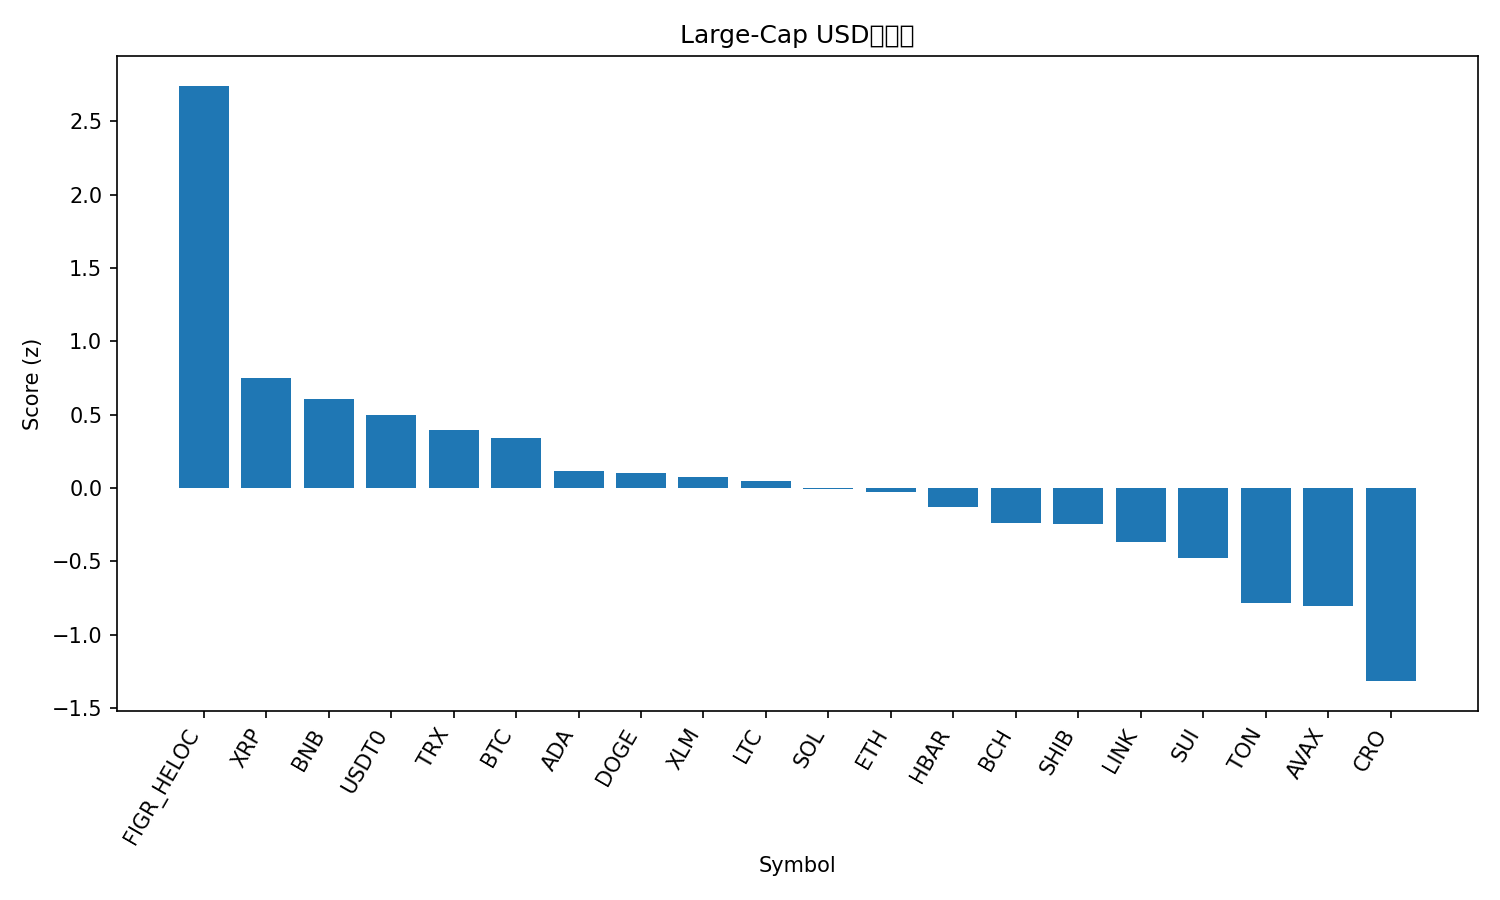 Large-Cap USD
Score (z)
2.5
2.0
1.5
1.0
0.5
0.0
−0.5
−1.0
−1.5
FIGR_HELOC
XRP
BNB
USDT0
TRX
BTC
ADA
DOGE
XLM
LTC
SOL
ETH
HBAR
BCH
SHIB
LINK
SUI
TON
AVAX
CRO
Symbol